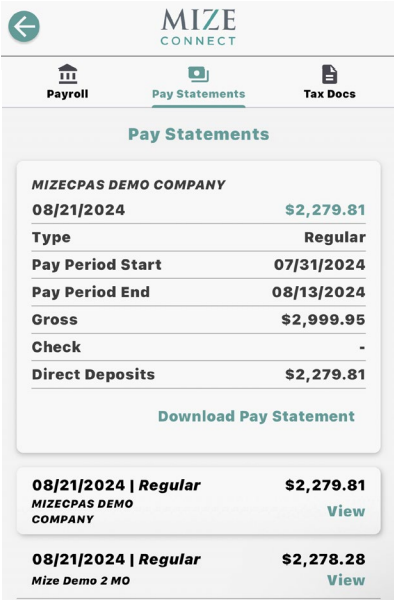 MIZE
CONNECT
Payroll
Pay Statements
Tax Docs
Pay Statements
MIZECPAS DEMO COMPANY
08/21/2024 $2,279.81
Type Regular
Pay Period Start 07/31/2024
Pay Period End 08/13/2024
Gross $2,999.95
Check -
Direct Deposits $2,279.81
Download Pay Statement
08/21/2024 | Regular $2,279.81
MIZECPAS DEMO
COMPANY
View
08/21/2024 | Regular $2,278.28
Mize Demo 2 MO View